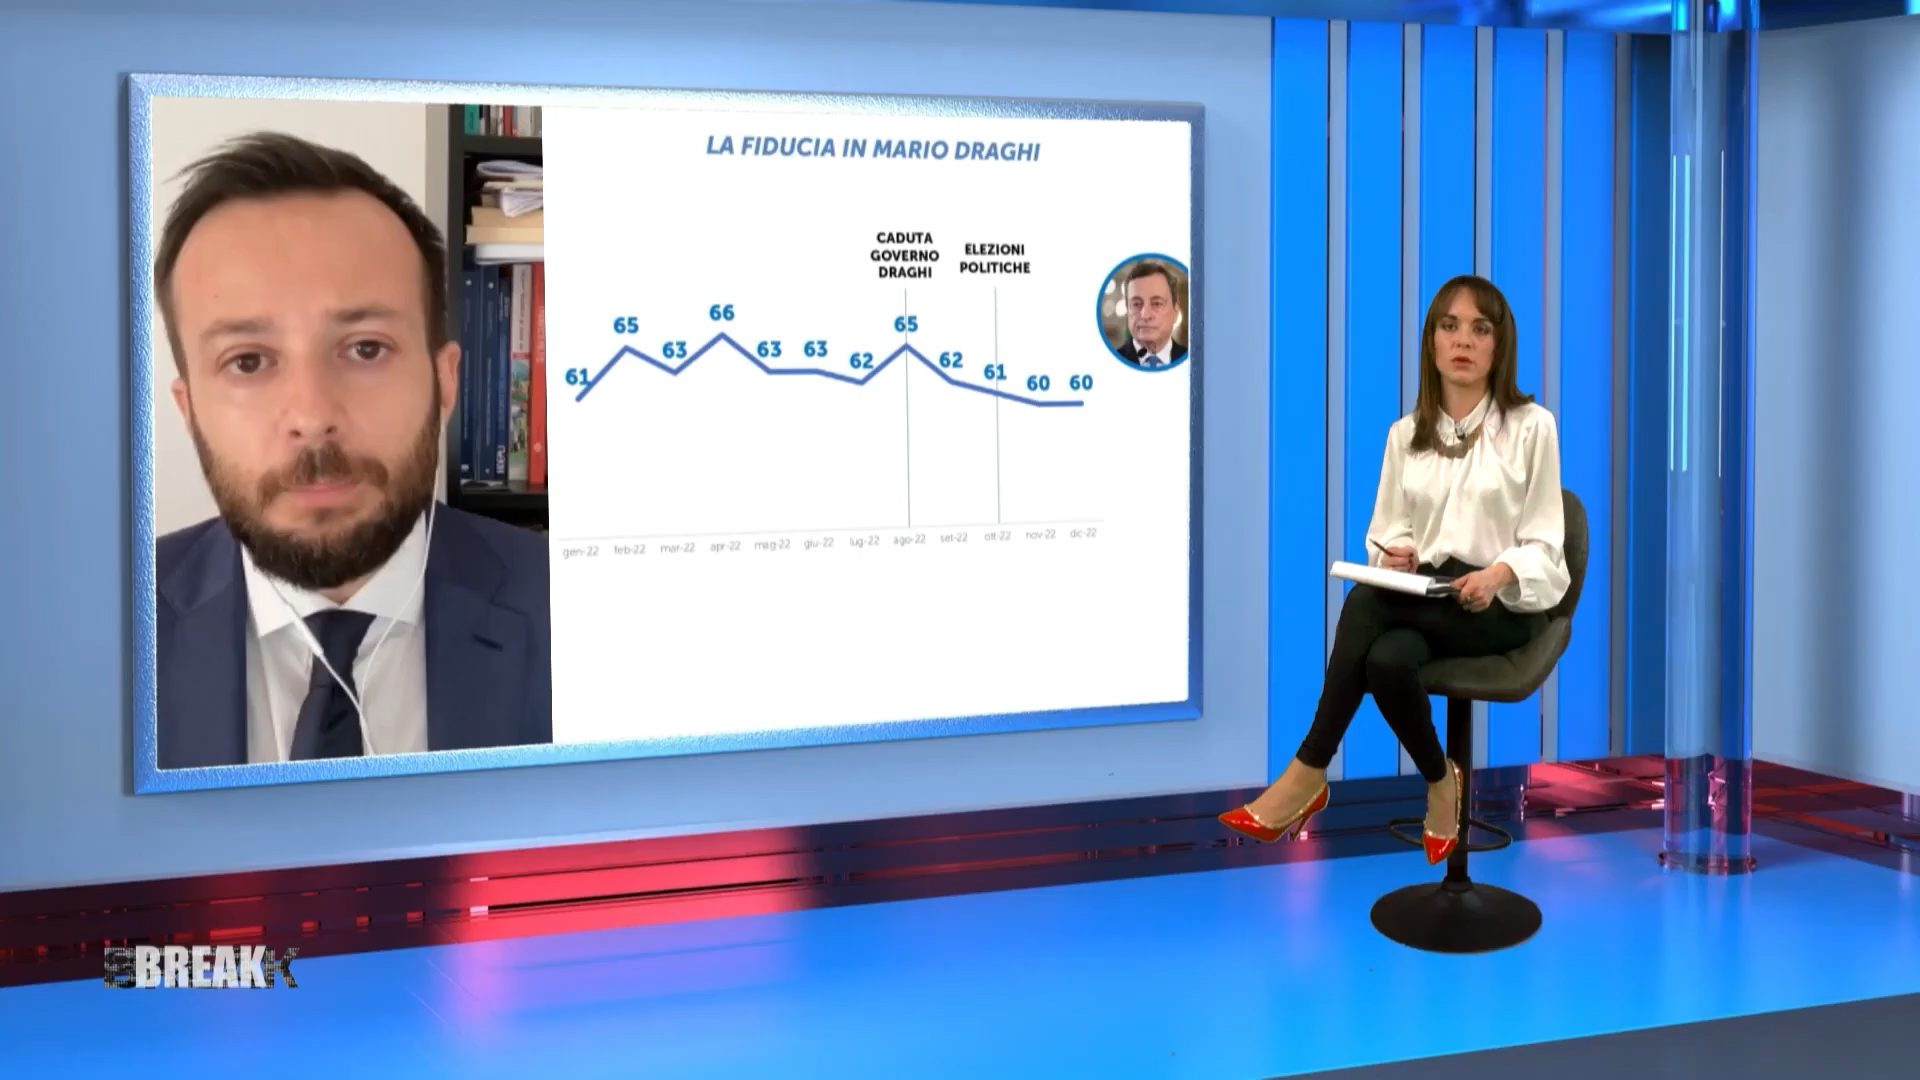 LA FIDUCIA IN MARIO DRAGHI
CADUTA
GOVERNO
DRAGHI
ELEZIONI
POLITICHE
61
65
63
66
63
63
62
65
62
61
60
60
gen-22
feb-22
mar-22
apr-22
mag-22
giu-22
lug-22
ago-22
set-22
ott-22
nov-22
dic-22
BREAK